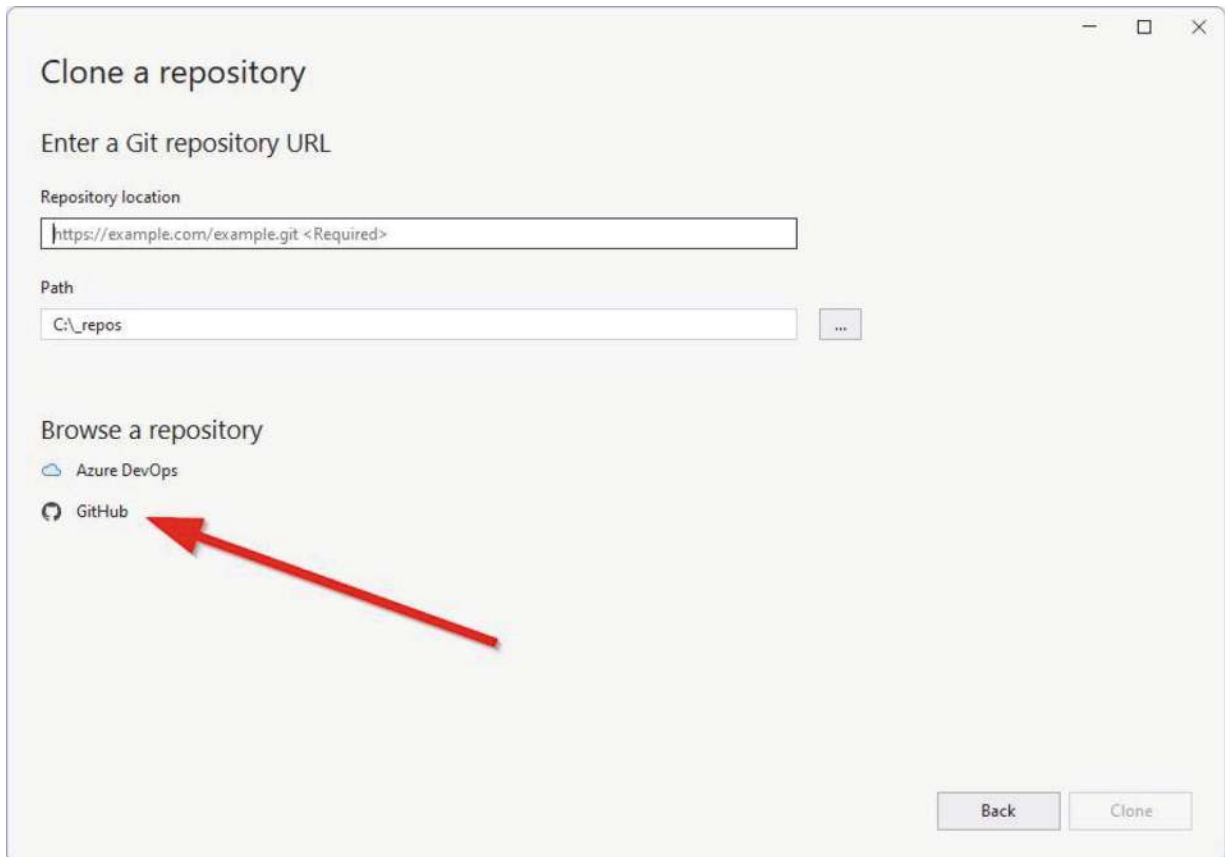 Clone a repository
Enter a Git repository URL
Repository location
https://example.com/example.git <Required>
Path
C:\_repos
...
Browse a repository
Azure DevOps
GitHub
Back
Clone